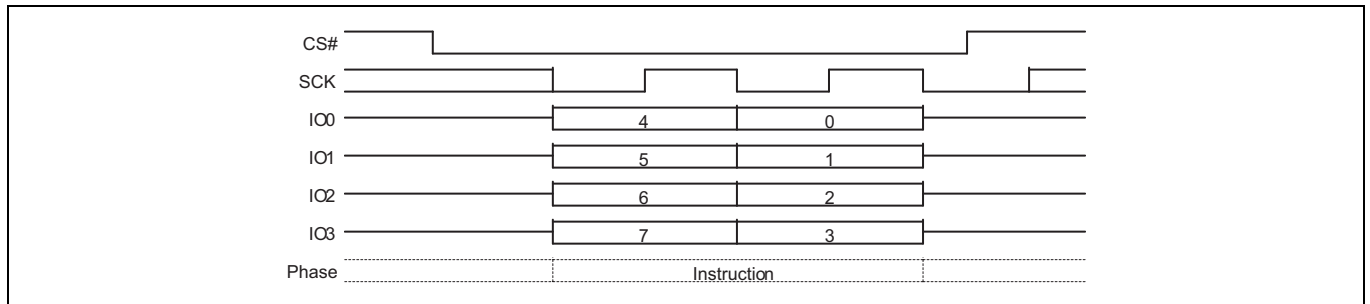 CS#
SCK
IO0 4 0
IO1 5 1
IO2 6 2
IO3 7 3
Phase Instruction